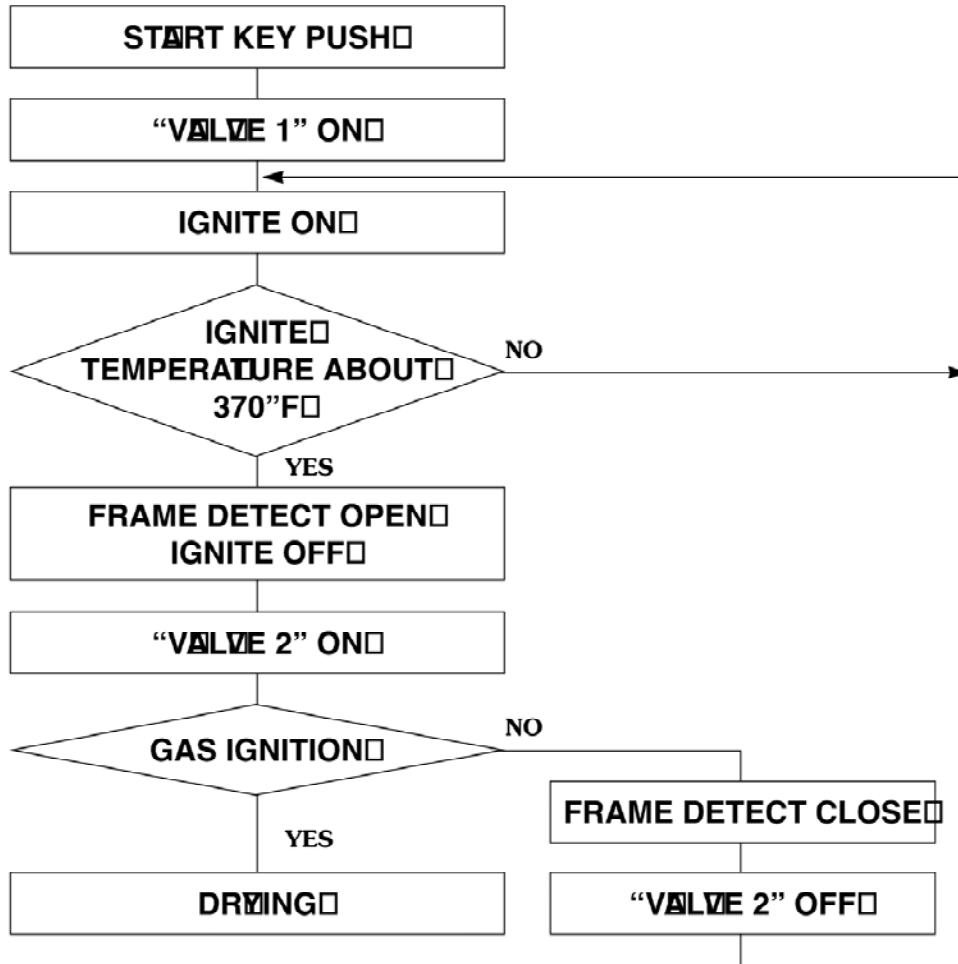 START KEY PUSH
“VALVE 1” ON
IGNITE ON
IGNITE
TEMPERATURE ABOUT
370”F
NO
YES
FRAME DETECT OPEN
IGNITE OFF
“VALVE 2” ON
GAS IGNITION
NO
YES
FRAME DETECT CLOSED
DRYING
“VALVE 2” OFF